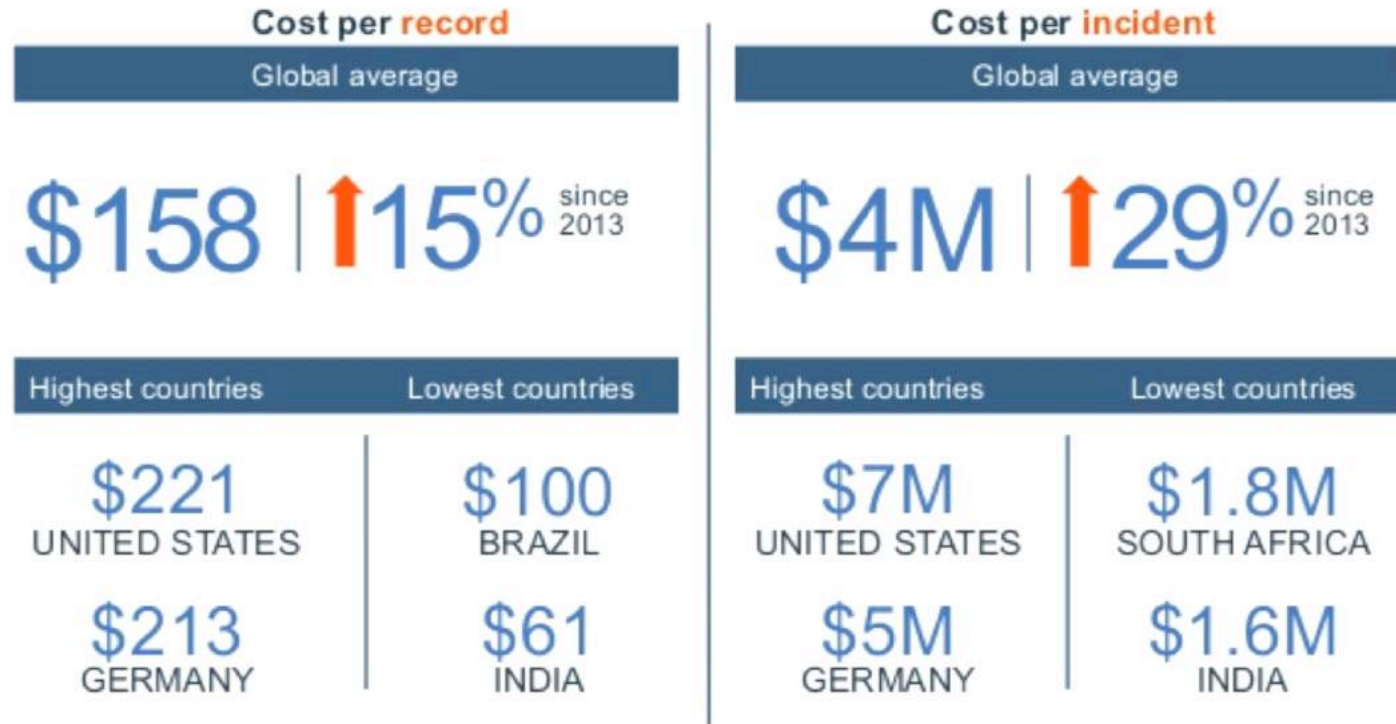 Cost per record
Global average
$158 15% since 2013
Highest countries Lowest countries
$221 $100
UNITED STATES BRAZIL
$213 $61
GERMANY INDIA
Cost per incident
Global average
$4M 29% since 2013
Highest countries Lowest countries
$7M $1.8M
UNITED STATES SOUTH AFRICA
$5M $1.6M
GERMANY INDIA